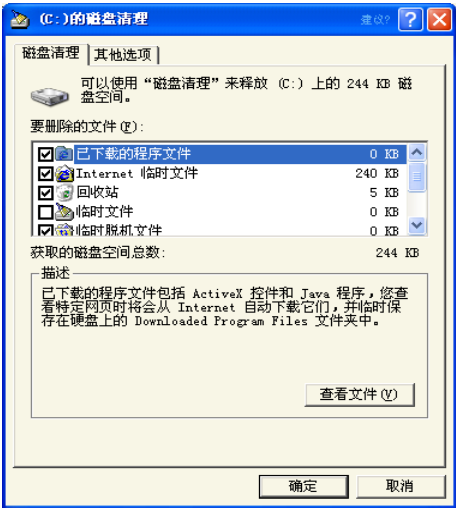 (C:)的磁盘清理
建议?
磁盘清理 其他选项
可以使用“磁盘清理”来释放 (C:) 上的 244 KB 磁
盘空间。
要删除的文件(F):
已下载的程序文件 0 KB
Internet 临时文件 240 KB
回收站 5 KB
临时文件 0 KB
临时脱机文件 0 KB
获取的磁盘空间总数: 244 KB
描述
已下载的程序文件包括 ActiveX 控件和 Java 程序，您查
看特定网页时将会从 Internet 自动下载它们，并临时保
存在硬盘上的 Downloaded Program Files 文件夹中。
查看文件(V)
确定 取消